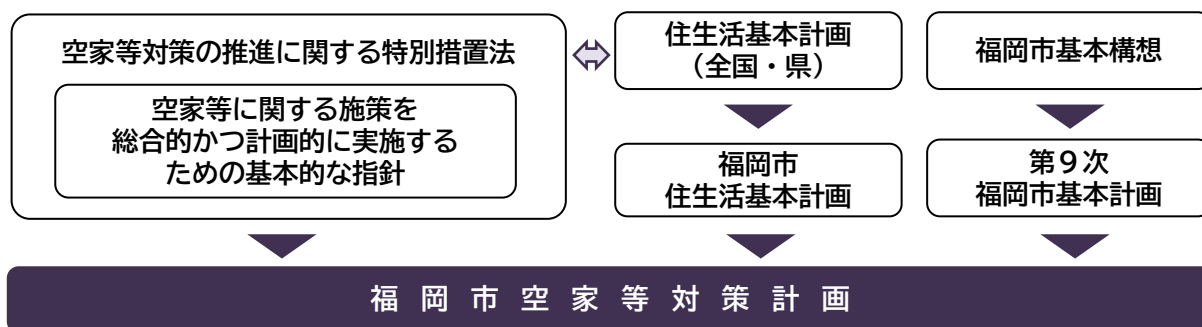 空家等対策の推進に関する特別措置法
空家等に関する施策を
総合的かつ計画的に実施する
ための基本的な指針
住生活基本計画
（全国・県）
福岡市
住生活基本計画
福岡市基本構想
第９次
福岡市基本計画
福岡市空家等対策計画